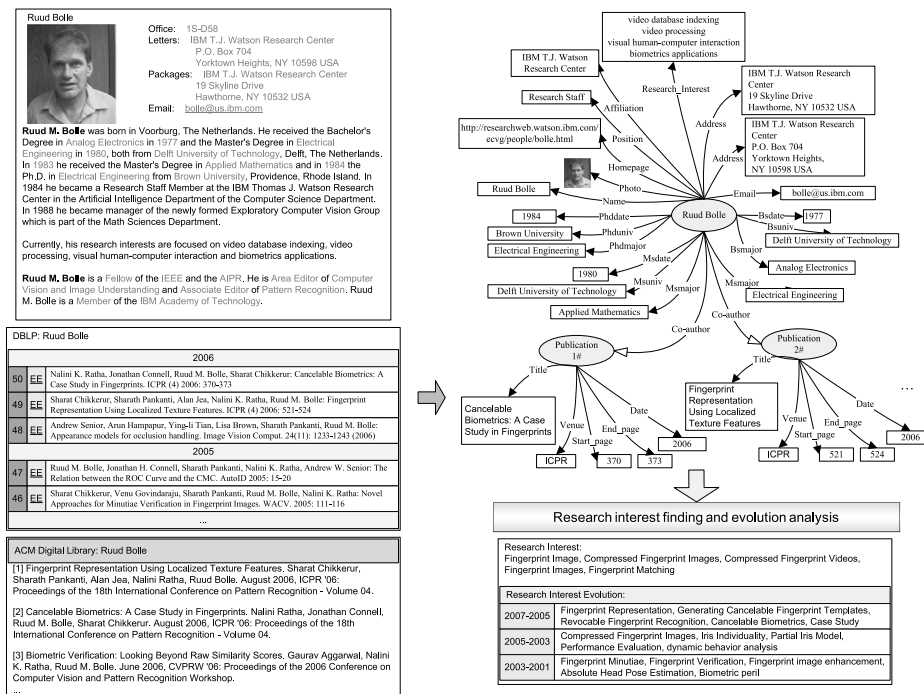 Ruud Bolle
Office: 1S-D58
Letters: IBM T.J. Watson Research Center
P.O. Box 704
Yorktown Heights, NY 10598 USA
Packages: IBM T.J. Watson Research Center
19 Skyline Drive
Hawthorne, NY 10532 USA
Email: bolle@us.ibm.com
Ruud M. Bolle was born in Voorburg, The Netherlands. He received the Bachelor's
Degree in Analog Electronics in 1977 and the Master's Degree in Electrical
Engineering in 1980, both from Delft University of Technology, Delft, The Netherlands.
In 1983 he received the Master's Degree in Applied Mathematics and in 1984 the
Ph.D. in Electrical Engineering from Brown University, Providence, Rhode Island. In
In 1984 he became a Research Staff Member at the IBM Thomas J. Watson Research
Center in the Artificial Intelligence Department of the Computer Science Department.
In 1988 he became manager of the newly formed Exploratory Computer Vision Group
which is part of the Math Sciences Department.
Currently, his research interests are focused on video database indexing, video
processing, visual human-computer interaction and biometrics applications.
Ruud M. Bolle is a Fellow of the IEEE and the AIPR. He is Area Editor of Computer
Vision and Image Understanding and Associate Editor of Pattern Recognition. Ruud
M. Bolle is a Member of the IBM Academy of Technology.
DBLP: Ruud Bolle
2006
50 EE Nalini K. Ratha, Jonathan Connell, Ruud M. Bolle, Sharat Chikkerur: Cancelable Biometrics: A
Case Study in Fingerprints. ICPR (4) 2006: 370-373
49 EE Sharat Chikkerur, Sharath Pankanti, Alan Jea, Nalini K. Ratha, Ruud M. Bolle: Fingerprint
Representation Using Localized Texture Features. ICPR (4) 2006: 521-524
48 EE Andrew Senior, Arun Hampapur, Ying-li Tian, Lisa Brown, Sharath Pankanti, Ruud M. Bolle:
Appearance models for occlusion handling. Image Vision Comput. 24(11): 1233-1243 (2006)
2005
47 EE Ruud M. Bolle, Jonathan H. Connell, Sharath Pankanti, Nalini K. Ratha, Andrew W. Senior: The
Relation between the ROC Curve and the CMC. AutoID 2005: 15-20
46 EE Sharat Chikkerur, Venu Govindaraju, Sharath Pankanti, Ruud M. Bolle, Nalini K. Ratha: Novel
Approaches for Minutiae Verification in Fingerprint Images. WACV. 2005: 111-116
...
ACM Digital Library: Ruud Bolle
[1] Fingerprint Representation Using Localized Texture Features. Sharat Chikkerur,
Sharath Pankanti, Alan Jea, Nalini Ratha, Ruud Bolle. August 2006, ICPR '06:
Proceedings of the 18th International Conference on Pattern Recognition - Volume 04.
[2] Cancelable Biometrics: A Case Study in Fingerprints. Nalini Ratha, Jonathan Connell,
Ruud M. Bolle, Sharat Chikkerur. August 2006, ICPR '06: Proceedings of the 18th
International Conference on Pattern Recognition - Volume 04.
[3] Biometric Verification: Looking Beyond Raw Similarity Scores, Gaurav Aggarwal, Nalini
K. Ratha, Ruud M. Bolle. June 2006, CVPRW '06: Proceedings of the 2006 Conference on
Computer Vision and Pattern Recognition Workshop.
...
video database indexing
video processing
visual human-computer interaction
biometrics applications
IBM T.J. Watson
Research Center
Research_Interest
IBM T.J. Watson Research
Center
19 Skyline Drive
Hawthorne, NY 10532 USA
Research Staff
Affiliation
Address
http://researchweb.watson.ibm.com/
ecvg/people/bolle.html
Position
IBM T.J. Watson Research
Center
P.O. Box 704
Yorktown Heights,
NY 10598 USA
Address
Homepage
Photo
Ruud Bolle
Name
Email
bolle@us.ibm.com
1984
Phddate
Ruud Bolle
Bsdate
1977
Brown University
Phduniv
Bsuniv
Delft University of Technology
Electrical Engineering
Phdmajor
Bsmajor
Analog Electronics
1980
Msdate
Delft University of Technology
Msuniv
Msmajor
Msmajor
Electrical Engineering
Applied Mathematics
Co-author
Co-author
Publication
1#
Title
Cancelable
Biometrics: A Case
Study in Fingerprints
Venue
Start_page
End_page
Date
ICPR
370
373
2006
Publication
2#
Title
Fingerprint
Representation
Using Localized
Texture Features
Venue
Start_page
End_page
Date
ICPR
521
524
2006
...
Research interest finding and evolution analysis
Research Interest:
Fingerprint Image, Compressed Fingerprint Images, Compressed Fingerprint Videos,
Fingerprint Images, Fingerprint Matching
Research Interest Evolution:
2007-2005 Fingerprint Representation, Generating Cancelable Fingerprint Templates,
Revocable Fingerprint Recognition, Cancelable Biometrics, Case Study
2005-2003 Compressed Fingerprint Images, Iris Individuality, Partial Iris Model,
Performance Evaluation, dynamic behavior analysis
2003-2001 Fingerprint Minutiae, Fingerprint Verification, Fingerprint image enhancement,
Absolute Head Pose Estimation, Biometric peril